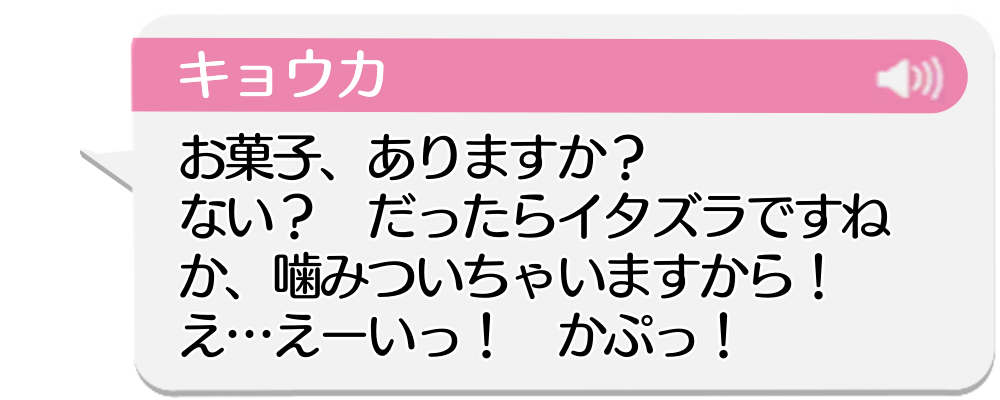 キョウカ
お菓子、ありますか？
ない？　だったらイタズラですね
か、噛みついちゃいますから！
え…えーいっ！　かぷっ！